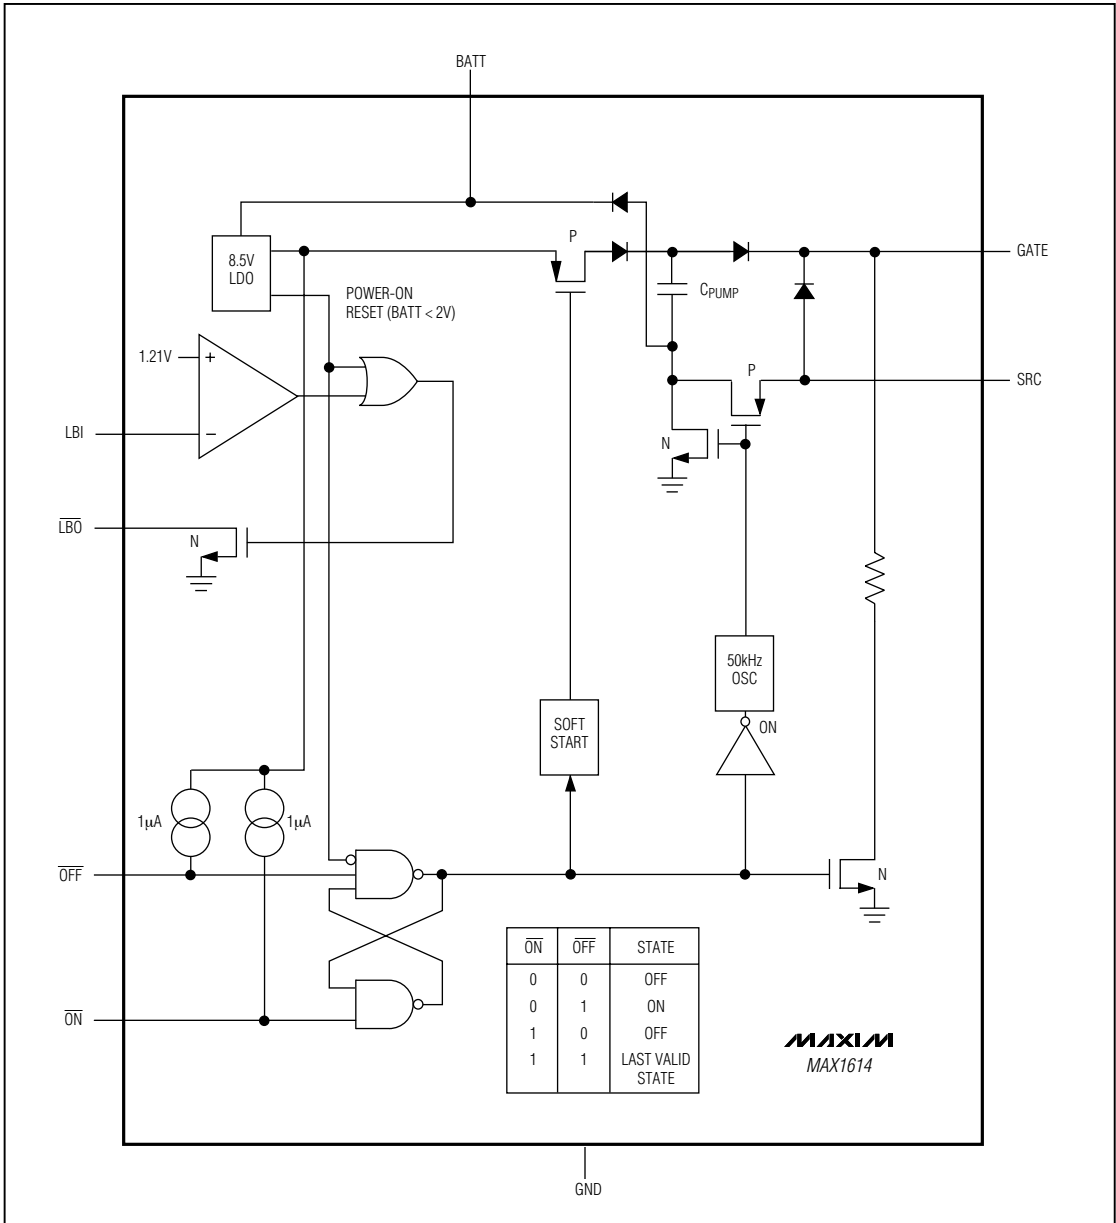 BATT
P
8.5V
LDO
GATE
POWER-ON
RESET (BATT < 2V)
CPUMP
1.21V
+
P
SRC
LBI
−
N
LBO
N
50kHz
OSC
SOFT
START
ON
1µA
1µA
OFF
N
ON OFF STATE
0 0 OFF
0 1 ON
1 0 OFF
1 1 LAST VALID
STATE
ON
MAXIM
MAX1614
GND